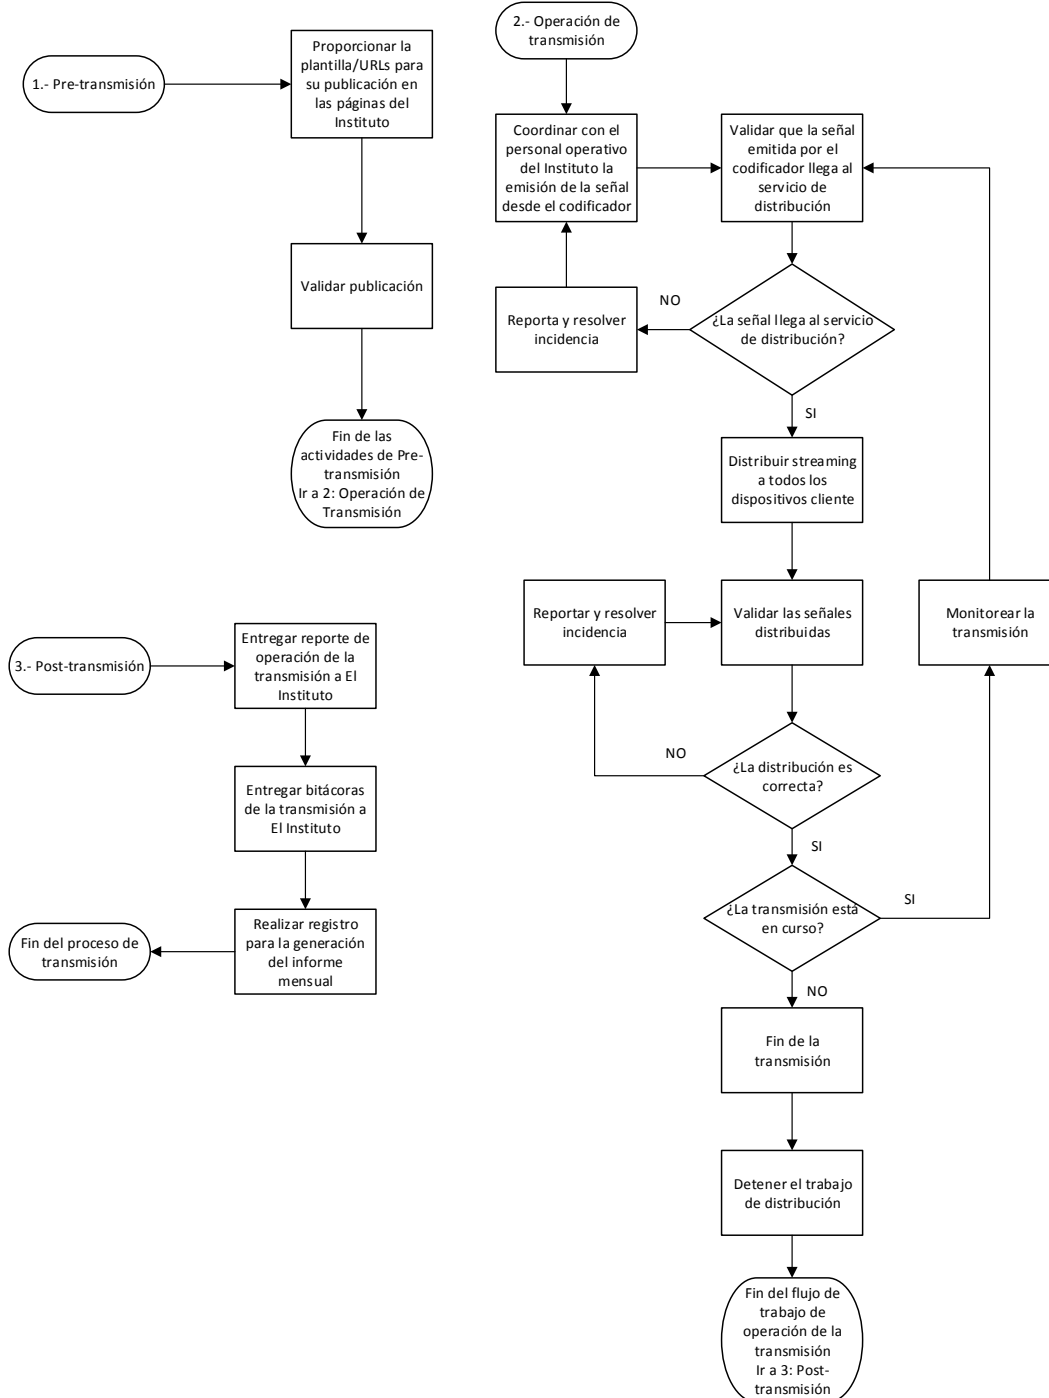 1.- Pre-transmisión
Proporcionar la
plantilla/URLs para
su publicación en
las páginas del
Instituto
Validar publicación
Fin de las
actividades de Pre-
transmisión
Ir a 2: Operación de
Transmisión
2.- Operación de
transmisión
Coordinar con el
personal operativo
del Instituto la
emisión de la señal
desde el codificador
Validar que la señal
emitida por el
codificador llega al
servicio de
distribución
¿La señal llega al servicio
de distribución?
NO
Reporta y resolver
incidencia
SI
Distribuir streaming
a todos los
dispositivos cliente
Validar las señales
distribuidas
Reportar y resolver
incidencia
Monitorear la
transmisión
¿La distribución es
correcta?
NO
SI
¿La transmisión está
en curso?
SI
NO
Fin de la
transmisión
Detener el trabajo
de distribución
Fin del flujo de
trabajo de
operación de la
transmisión
Ir a 3: Post-
transmisión
3.- Post-transmisión
Entregar reporte de
operación de la
transmisión a El
Instituto
Entregar bitácoras
de la transmisión a
El Instituto
Realizar registro
para la generación
del informe
mensual
Fin del proceso de
transmisión